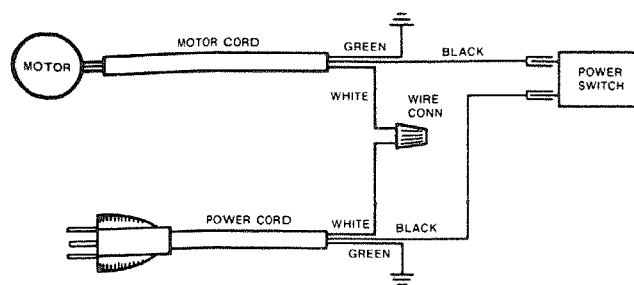 MOTOR CORD
GREEN
BLACK
MOTOR
POWER
SWITCH
WHITE
WIRE
CONN
POWER CORD
WHITE
BLACK
GREEN